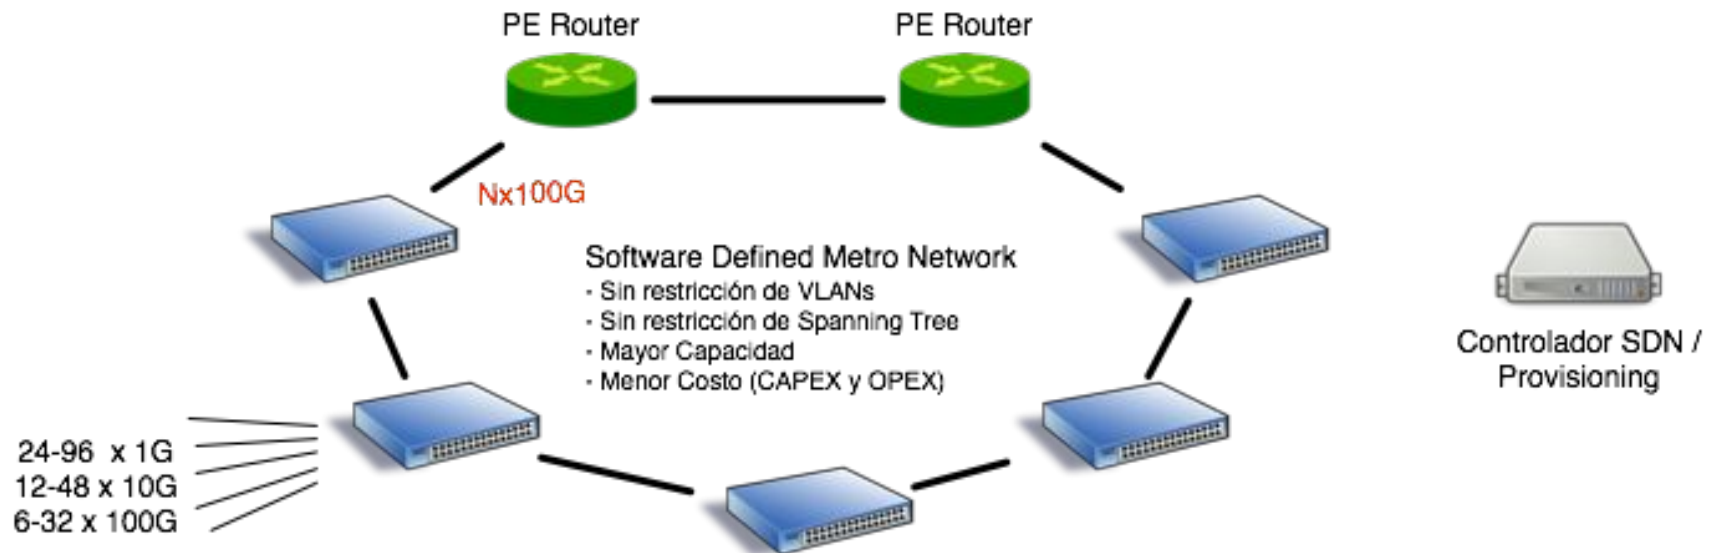 PE Router
PE Router
Nx100G
Software Defined Metro Network
- Sin restricción de VLANs
- Sin restricción de Spanning Tree
- Mayor Capacidad
- Menor Costo (CAPEX y OPEX)
Controlador SDN /
Provisioning
24-96 x 1G
12-48 x 10G
6-32 x 100G